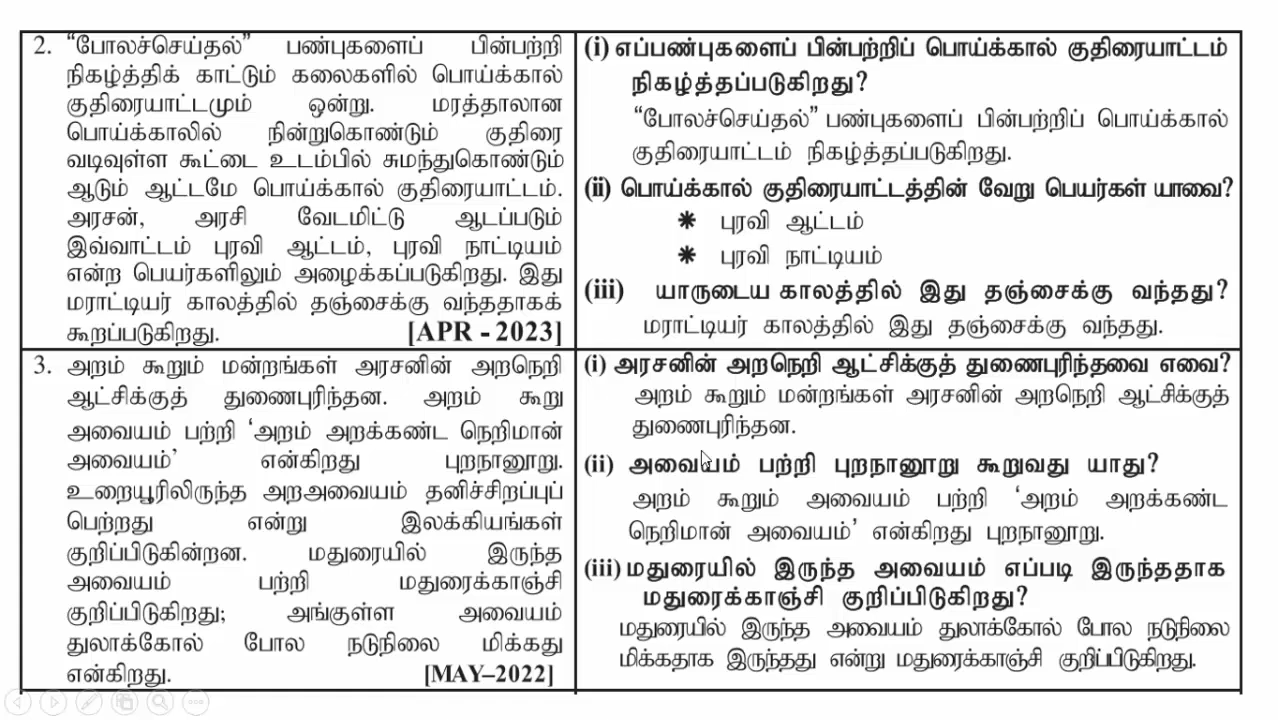 2. “போலச்செய்தல்” பண்புகளைப் பின்பற்றி
நிகழ்த்திக் காட்டும் கலைகளில் பொய்க்கால்
குதிரையாட்டமும் ஒன்று. மரத்தாலான
பொய்க்காலில் நின்றுகொண்டும் குதிரை
வடிவுள்ள கூட்டை உடம்பில் சுமந்துகொண்டும்
ஆடும் ஆட்டமே பொய்க்கால் குதிரையாட்டம்.
அரசன், அரசி வேடமிட்டு ஆடப்படும்
இவ்வாட்டம் புரவி ஆட்டம், புரவி நாட்டியம்
என்ற பெயர்களிலும் அழைக்கப்படுகிறது. இது
மராட்டியர் காலத்தில் தஞ்சைக்கு வந்ததாகக்
கூறப்படுகிறது. [APR - 2023]
(i) எப்பண்புகளைப் பின்பற்றிப் பொய்க்கால் குதிரையாட்டம்
நிகழ்த்தப்படுகிறது?
“போலச்செய்தல்” பண்புகளைப் பின்பற்றிப் பொய்க்கால்
குதிரையாட்டம் நிகழ்த்தப்படுகிறது.
(ii) பொய்க்கால் குதிரையாட்டத்தின் வேறு பெயர்கள் யாவை?
* புரவி ஆட்டம்
* புரவி நாட்டியம்
(iii) யாருடைய காலத்தில் இது தஞ்சைக்கு வந்தது?
மராட்டியர் காலத்தில் இது தஞ்சைக்கு வந்தது.
3. அறம் கூறும் மன்றங்கள் அரசனின் அறநெறி
ஆட்சிக்குத் துணைபுரிந்தன. அறம் கூறு
அவையம் பற்றி ‘அறம் அறக்கண்ட நெறிமான்
அவையம்’ என்கிறது புறநானூறு.
உறையூரிலிருந்த அறஅவையம் தனிச்சிறப்புப்
பெற்றது என்று இலக்கியங்கள்
குறிப்பிடுகின்றன. மதுரையில் இருந்த
அவையம் பற்றி மதுரைக்காஞ்சி
குறிப்பிடுகிறது; அங்குள்ள அவையம்
துலாக்கோல் போல நடுநிலை மிக்கது
என்கிறது. [MAY–2022]
(i) அரசனின் அறநெறி ஆட்சிக்குத் துணைபுரிந்தவை எவை?
அறம் கூறும் மன்றங்கள் அரசனின் அறநெறி ஆட்சிக்குத்
துணைபுரிந்தன.
(ii) அவையம் பற்றி புறநானூறு கூறுவது யாது?
அறம் கூறும் அவையம் பற்றி ‘அறம் அறக்கண்ட
நெறிமான் அவையம்’ என்கிறது புறநானூறு.
(iii) மதுரையில் இருந்த அவையம் எப்படி இருந்ததாக
மதுரைக்காஞ்சி குறிப்பிடுகிறது?
மதுரையில் இருந்த அவையம் துலாக்கோல் போல நடுநிலை
மிக்கதாக இருந்தது என்று மதுரைக்காஞ்சி குறிப்பிடுகிறது.